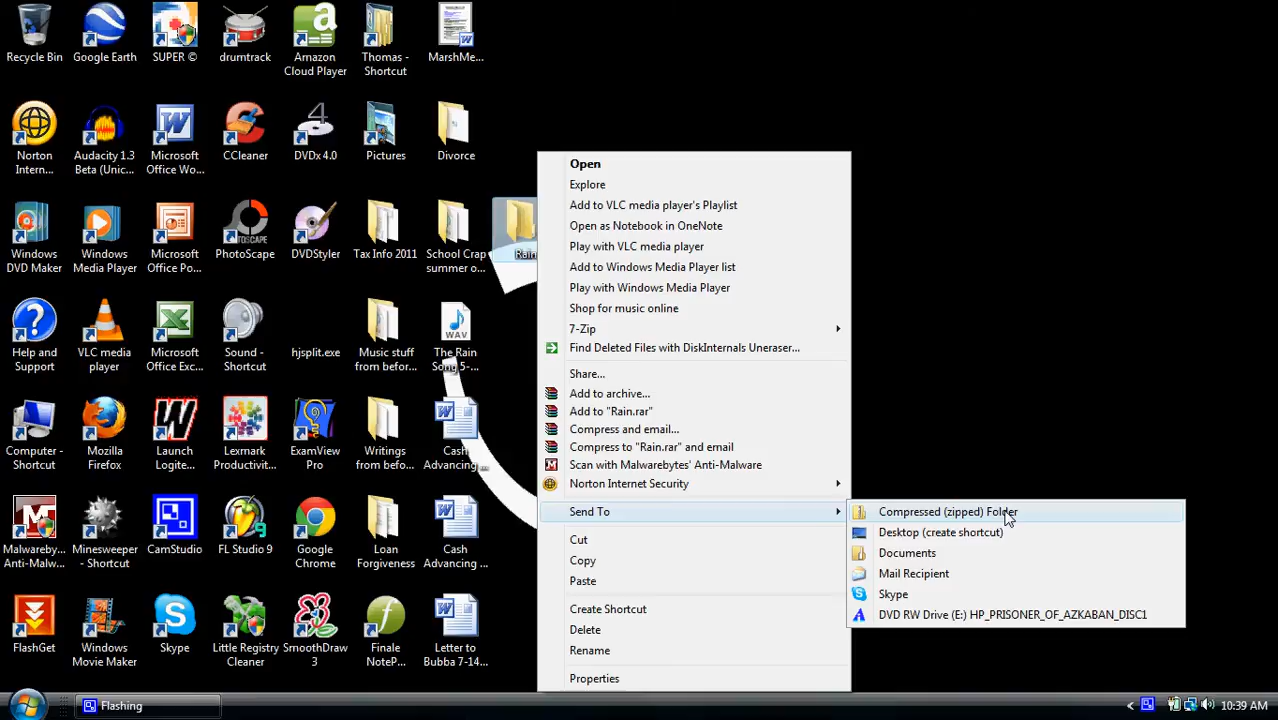 Recycle Bin
Google Earth
SUPER ©
drumtrack
Amazon
Cloud Player
Thomas -
Shortcut
MarshMe...
Norton
Intern...
Audacity 1.3
Beta (Unic...
Microsoft
Office Wo...
CCleaner
4
DVDx 4.0
Pictures
Divorce
Windows
DVD Maker
Windows
Media Player
Microsoft
Office Po...
PhotoScape
DVDStyler
Tax Info 2011
School Crap
summer o...
Rain
Help and
Support
VLC media
player
Microsoft
Office Exc...
Sound -
Shortcut
hjsplit.exe
Music stuff
from befor...
WAV
The Rain
Song 5-...
Computer -
Shortcut
Mozilla
Firefox
Launch
Logite...
Lexmark
Productivit...
ExamView
Pro
Writings
from befo...
Cash
Advancing ...
Malwareby...
Anti-Malw...
Minesweeper
- Shortcut
CamStudio
9
FL Studio 9
Google
Chrome
Loan
Forgiveness
Cash
Advancing ...
FlashGet
Windows
Movie Maker
Skype
Little Registry
Cleaner
SmoothDraw
3
Finale
NoteP...
Letter to
Bubba 7-14...
Open
Explore
Add to VLC media player's Playlist
Open as Notebook in OneNote
Play with VLC media player
Add to Windows Media Player list
Play with Windows Media Player
Shop for music online
7-Zip
Find Deleted Files with DiskInternals Uneraser...
Share...
Add to archive...
Add to "Rain.rar"
Compress and email...
Compress to "Rain.rar" and email
Scan with Malwarebytes' Anti-Malware
Norton Internet Security
Send To
Cut
Copy
Paste
Create Shortcut
Delete
Rename
Properties
Compressed (zipped) Folder
Desktop (create shortcut)
Documents
Mail Recipient
Skype
DVD RW Drive (E:) HP_PRISONER_OF_AZKABAN_DISC1
Flashing
10:39 AM